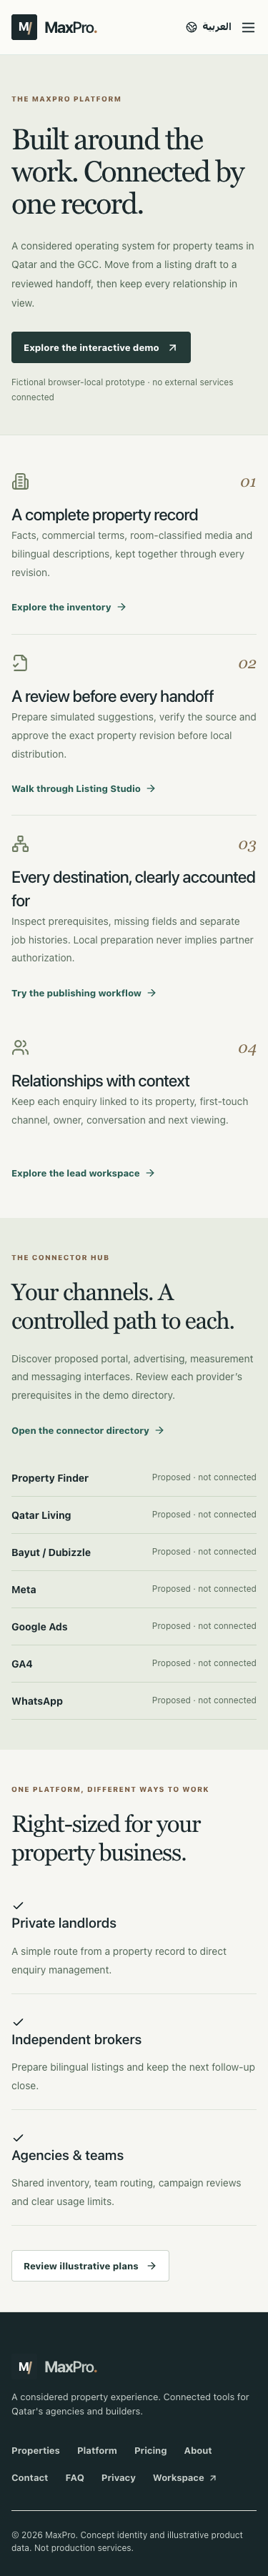 M MaxPro.
العربية
THE MAXPRO PLATFORM
Built around the
work. Connected by
one record.
A considered operating system for property teams in
Qatar and the GCC. Move from a listing draft to a
reviewed handoff, then keep every relationship in
view.
Explore the interactive demo
Fictional browser-local prototype · no external services
connected
01
A complete property record
Facts, commercial terms, room-classified media and
bilingual descriptions, kept together through every
revision.
Explore the inventory
02
A review before every handoff
Prepare simulated suggestions, verify the source and
approve the exact property revision before local
distribution.
Walk through Listing Studio
03
Every destination, clearly accounted
for
Inspect prerequisites, missing fields and separate
job histories. Local preparation never implies partner
authorization.
Try the publishing workflow
04
Relationships with context
Keep each enquiry linked to its property, first-touch
channel, owner, conversation and next viewing.
Explore the lead workspace
THE CONNECTOR HUB
Your channels. A
controlled path to each.
Discover proposed portal, advertising, measurement
and messaging interfaces. Review each provider's
prerequisites in the demo directory.
Open the connector directory
Property Finder Proposed · not connected
Qatar Living Proposed · not connected
Bayut / Dubizzle Proposed · not connected
Meta Proposed · not connected
Google Ads Proposed · not connected
GA4 Proposed · not connected
WhatsApp Proposed · not connected
ONE PLATFORM, DIFFERENT WAYS TO WORK
Right-sized for your
property business.
Private landlords
A simple route from a property record to direct
enquiry management.
Independent brokers
Prepare bilingual listings and keep the next follow-up
close.
Agencies & teams
Shared inventory, team routing, campaign reviews
and clear usage limits.
Review illustrative plans
M MaxPro.
A considered property experience. Connected tools for
Qatar's agencies and builders.
Properties Platform Pricing About
Contact FAQ Privacy Workspace
© 2026 MaxPro. Concept identity and illustrative product
data. Not production services.